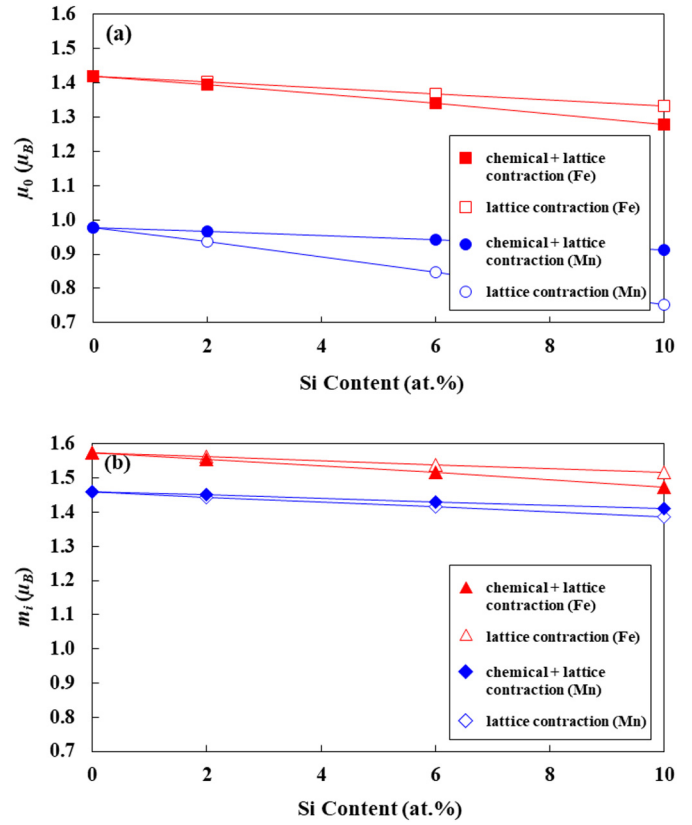 1.6
(a)
1.5
1.4
1.3
1.2
1.1
1.0
0.9
0.8
0.7
μ0 (μB)
chemical + lattice
contraction (Fe)
lattice contraction (Fe)
chemical + lattice
contraction (Mn)
lattice contraction (Mn)
0 2 4 6 8 10
Si Content (at.%)
1.6
(b)
1.5
1.4
1.3
1.2
1.1
1.0
0.9
0.8
0.7
mi (μB)
chemical + lattice
contraction (Fe)
lattice contraction (Fe)
chemical + lattice
contraction (Mn)
lattice contraction (Mn)
0 2 4 6 8 10
Si Content (at.%)